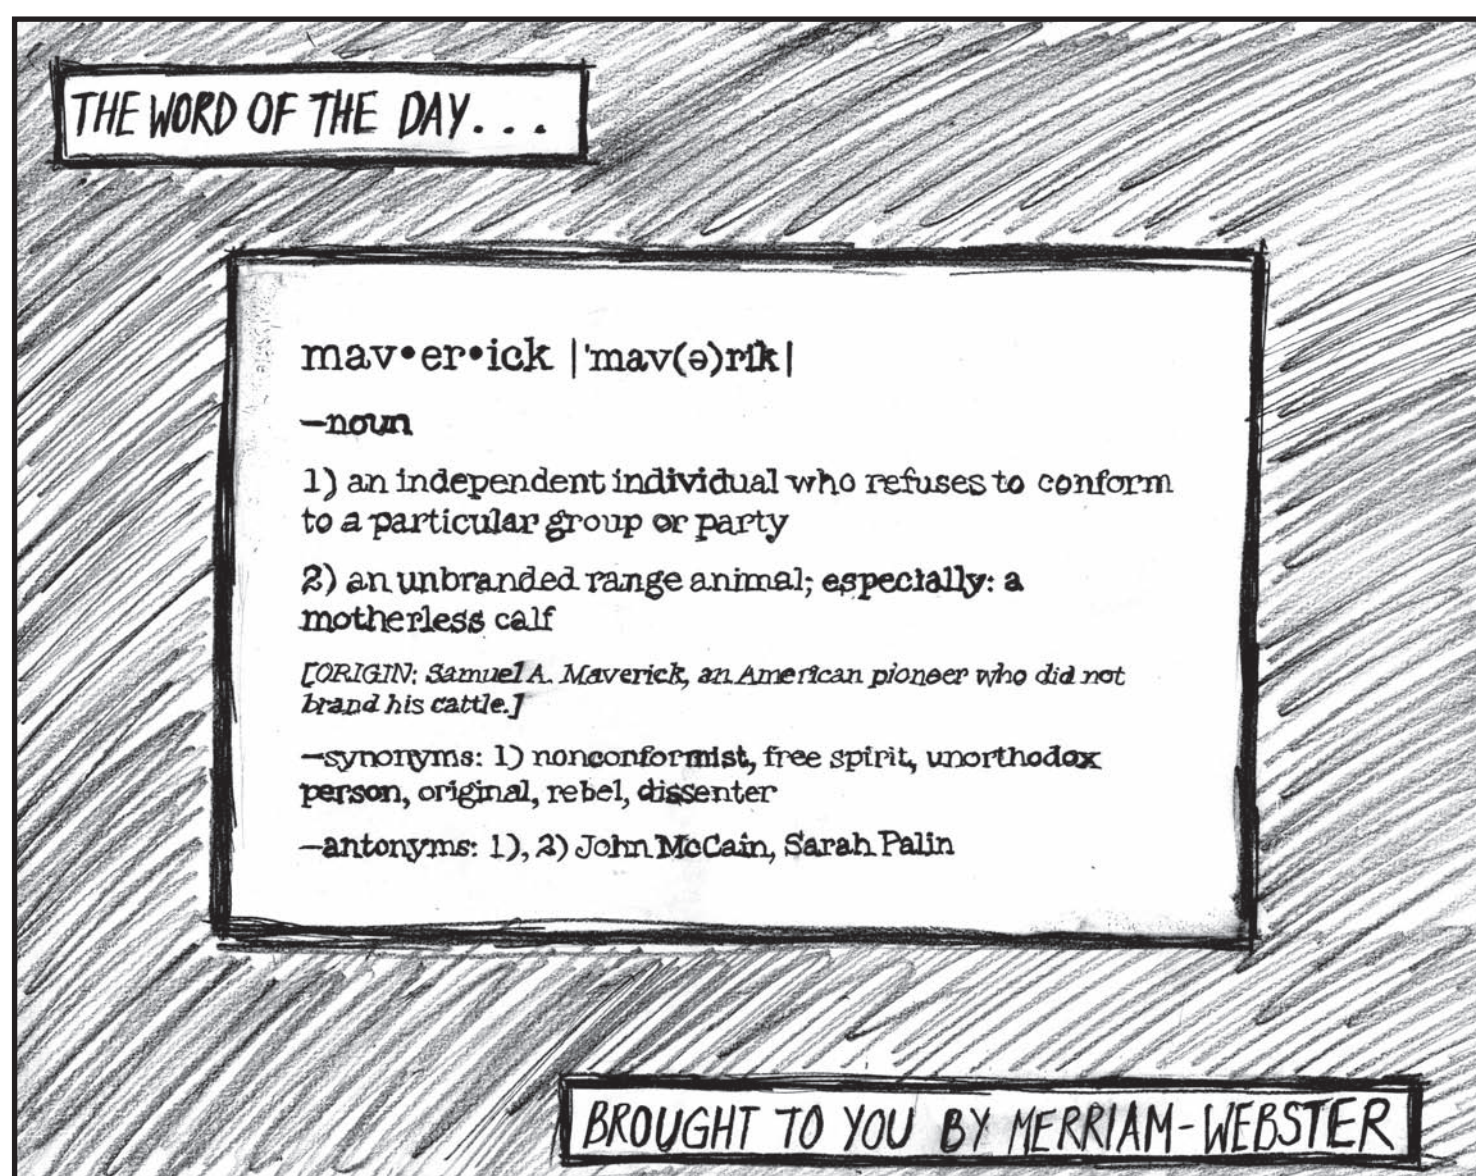 THE WORD OF THE DAY...
mav•er•ick |'mav(ə)rik|
—noun
1) an independent individual who refuses to conform
to a particular group or party
2) an unbranded range animal; especially: a
motherless calf
[ORIGIN: Samuel A. Maverick, an American pioneer who did not
brand his cattle.]
—synonyms: 1) nonconformist, free spirit, unorthodox
person, original, rebel, dissenter
—antonyms: 1), 2) John McCain, Sarah Palin
BROUGHT TO YOU BY MERRIAM-WEBSTER